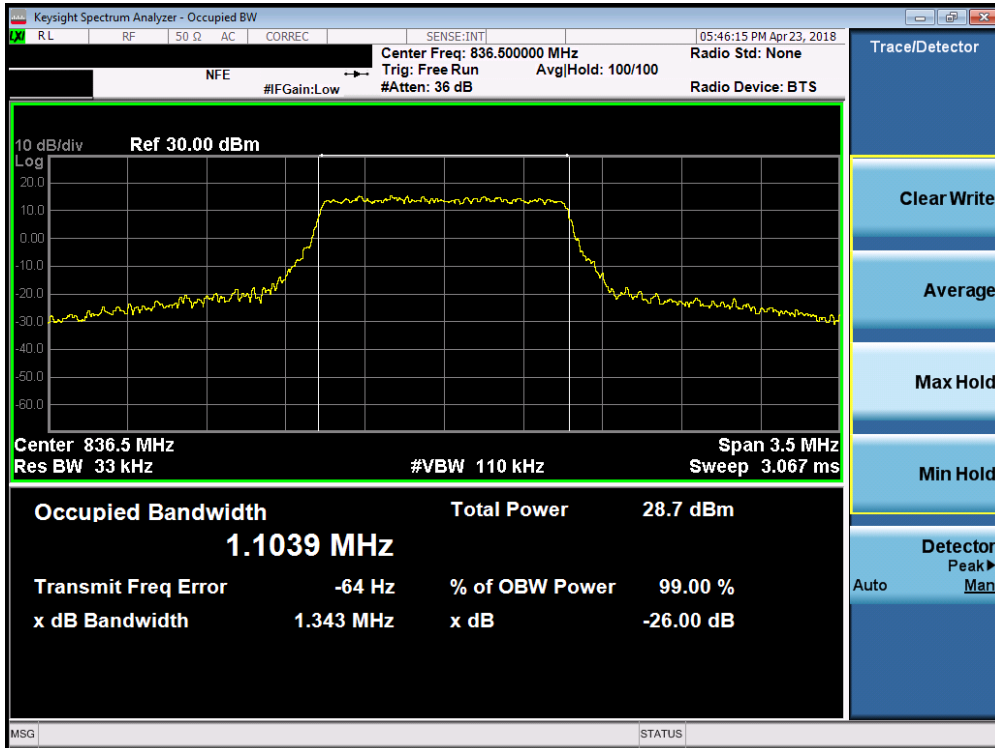 Keysight Spectrum Analyzer - Occupied BW
LXI RL RF 50 Ω AC CORREC SENSE:INT 05:46:15 PM Apr 23, 2018
Center Freq: 836.500000 MHz Radio Std: None
NFE Trig: Free Run Avg|Hold: 100/100
#IFGain:Low #Atten: 36 dB Radio Device: BTS
10 dB/div Ref 30.00 dBm
Log
20.0
10.0
0.00
-10.0
-20.0
-30.0
-40.0
-50.0
-60.0
Center 836.5 MHz Span 3.5 MHz
Res BW 33 kHz #VBW 110 kHz Sweep 3.067 ms
Occupied Bandwidth Total Power 28.7 dBm
1.1039 MHz
Transmit Freq Error -64 Hz % of OBW Power 99.00 %
x dB Bandwidth 1.343 MHz x dB -26.00 dB
Trace/Detector
Clear Write
Average
Max Hold
Min Hold
Detector
Peak▶
Auto Man
MSG STATUS